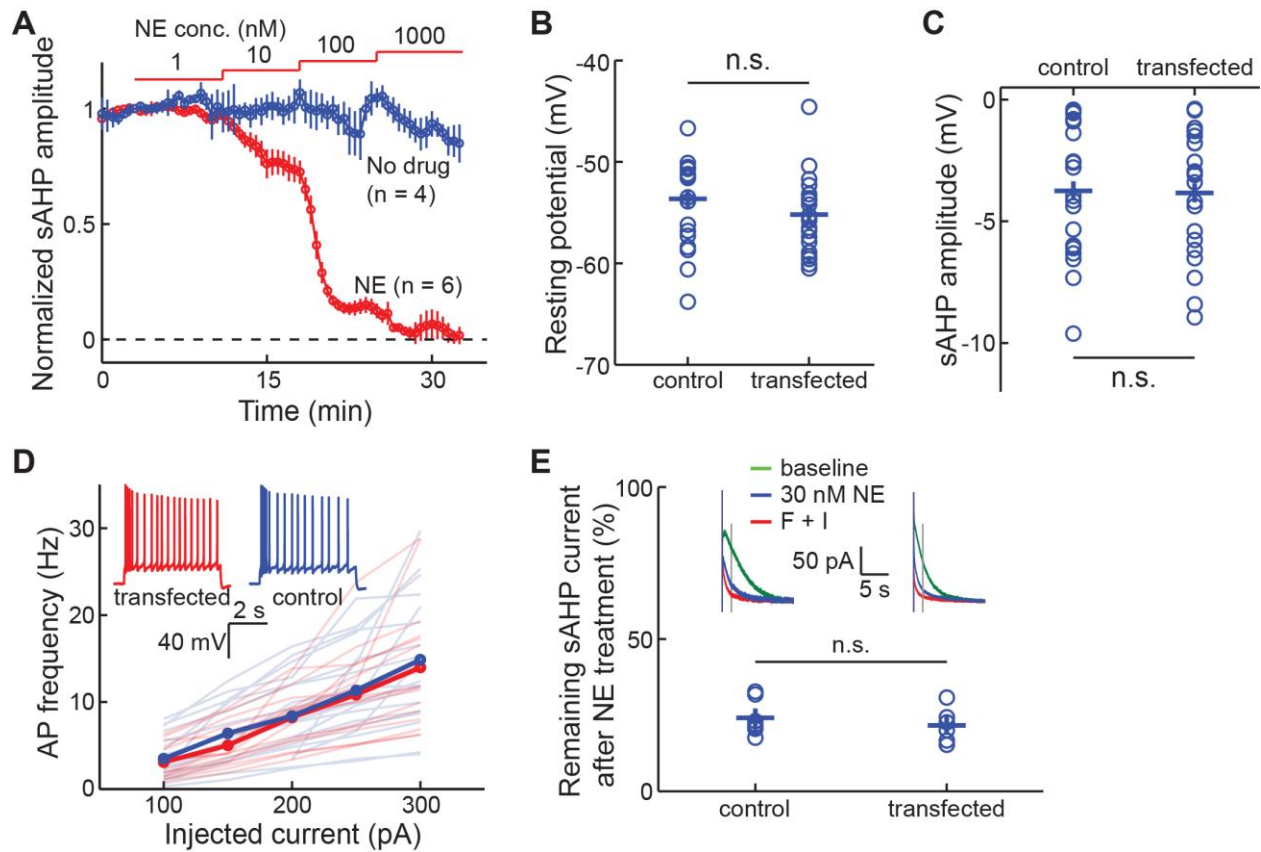 A
NE conc. (nM)
1
10
100
1000
Normalized sAHP amplitude
1
0.5
0
No drug
(n = 4)
NE (n = 6)
0
15
30
Time (min)
B
Resting potential (mV)
-40
-50
-60
-70
n.s.
control
transfected
C
control
transfected
sAHP amplitude (mV)
0
-5
-10
n.s.
D
AP frequency (Hz)
30
20
10
0
transfected
control
2 s
40 mV
100
200
300
Injected current (pA)
E
Remaining sAHP current
after NE treatment (%)
100
50
0
baseline
30 nM NE
F + I
50 pA
5 s
n.s.
control
transfected